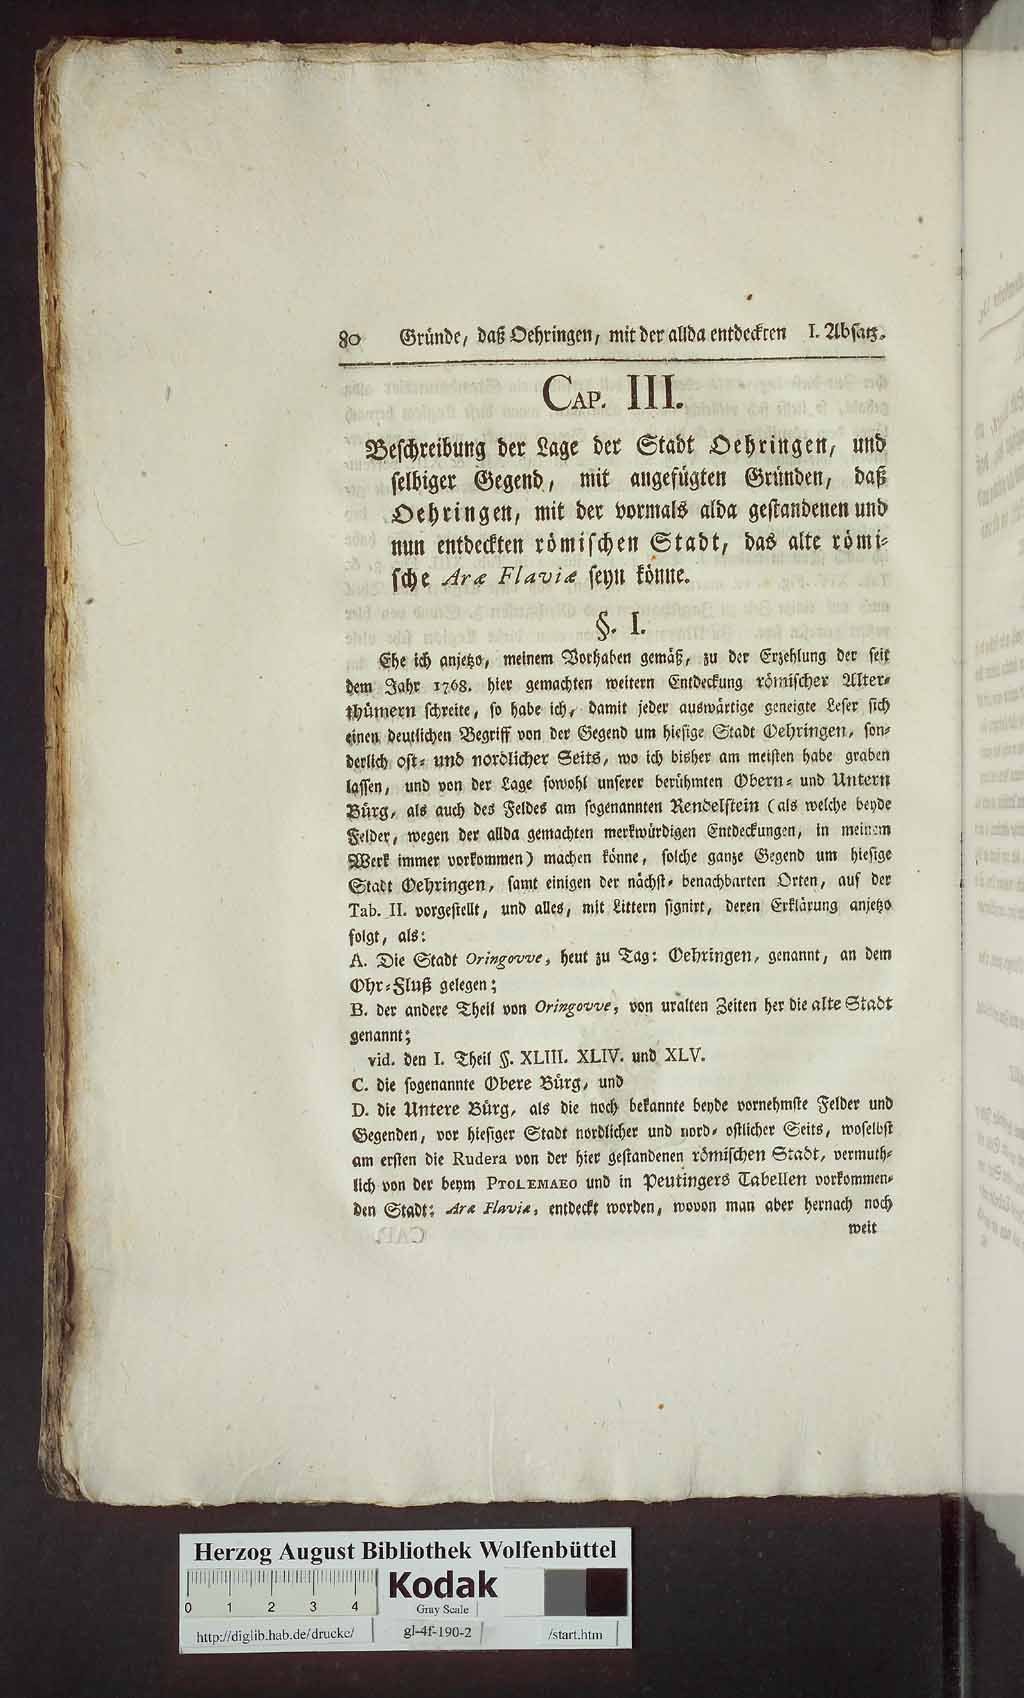 80 Gründe, daß Oehringen, mit der allda entdeckten I. Absatz.
CAP. III.
Beschreibung der Lage der Stadt Oehringen, und
selbiger Gegend, mit angefügten Gründen, daß
Oehringen, mit der vormals alda gestandenen und
nun entdeckten römischen Stadt, das alte römi-
sche Aræ Flaviæ seyn könne.
§. I.
Ehe ich anjetzo, meinem Vorhaben gemäß, zu der Erzehlung der seit
dem Jahr 1768. hier gemachten weitern Entdeckung römischer Alter-
thümern schreite, so habe ich, damit jeder auswärtige geneigte Leser sich
einen deutlichen Begriff von der Gegend um hiesige Stadt Oehringen, son-
derlich ost- und nordlicher Seits, wo ich bisher am meisten habe graben
lassen, und von der Lage sowohl unserer berühmten Obern- und Untern
Bürg, als auch des Feldes am sogenannten Rendelstein (als welche beyde
Felder, wegen der allda gemachten merkwürdigen Entdeckungen, in meinem
Werk immer vorkommen) machen könne, solche ganze Gegend um hiesige
Stadt Oehringen, samt einigen der nächst-benachbarten Orten, auf der
Tab. II. vorgestellt, und alles, mit Littern signirt, deren Erklärung anjetzo
folgt, als:
A. Die Stadt Oringovve, heut zu Tag: Oehringen, genannt, an dem
Ohr-Fluß gelegen;
B. der andere Theil von Oringovve, von uralten Zeiten her die alte Stadt
genannt;
vid. den I. Theil §. XLIII. XLIV. und XLV.
C. die sogenannte Obere Bürg, und
D. die Untere Bürg, als die noch bekannte beyde vornehmste Felder und
Gegenden, vor hiesiger Stadt nordlicher und nord-ostlicher Seits, woselbst
am ersten die Rudera von der hier gestandenen römischen Stadt, vermuth-
lich von der beym PTOLEMAEO und in Peutingers Tabellen vorkommen-
den Stadt: Aræ Flaviæ, entdeckt worden, wovon man aber hernach noch
weit
Herzog August Bibliothek Wolfenbüttel
0 1 2 3 4
Kodak
Gray Scale
http://diglib.hab.de/drucke/ gl-4f-190-2 /start.htm